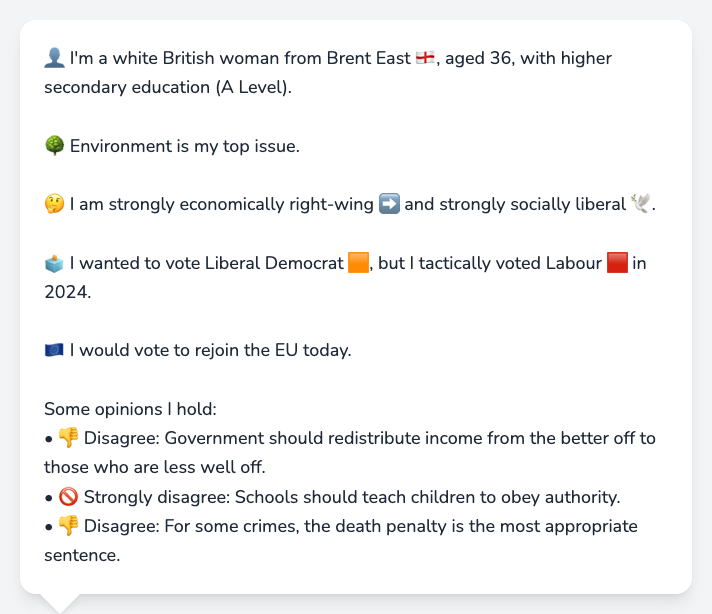 👤 I'm a white British woman from Brent East 🏴󠁧󠁢󠁥󠁮󠁧󠁿, aged 36, with higher
secondary education (A Level).
🌳 Environment is my top issue.
🤔 I am strongly economically right-wing ➡️ and strongly socially liberal 🕊️.
🗳️ I wanted to vote Liberal Democrat 🟧, but I tactically voted Labour 🟥 in
2024.
🇪🇺 I would vote to rejoin the EU today.
Some opinions I hold:
• 👎 Disagree: Government should redistribute income from the better off to
those who are less well off.
• 🚫 Strongly disagree: Schools should teach children to obey authority.
• 👎 Disagree: For some crimes, the death penalty is the most appropriate
sentence.